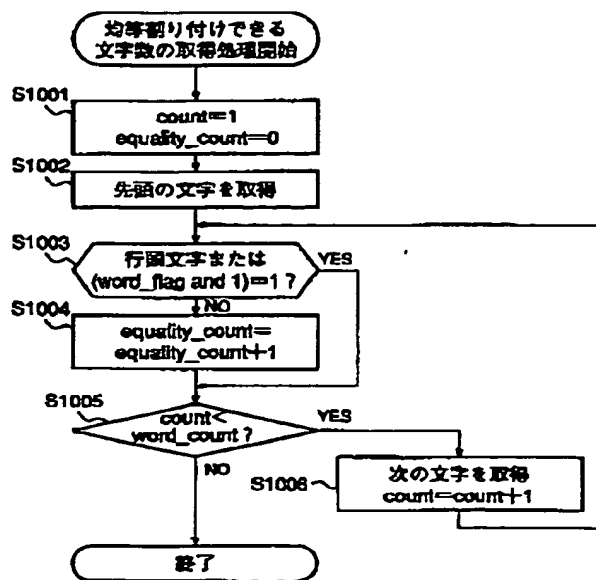 均等割り付けできる
文字数の取得処理開始
S1001
count=1
equality_count=0
S1002
先頭の文字を取得
S1003
行頭文字または
(word_flag and 1)=1？
YES
NO
S1004
equality_count=
equality_count+1
S1005
count<
word_count？
YES
NO
S1006
次の文字を取得
count=count+1
終了